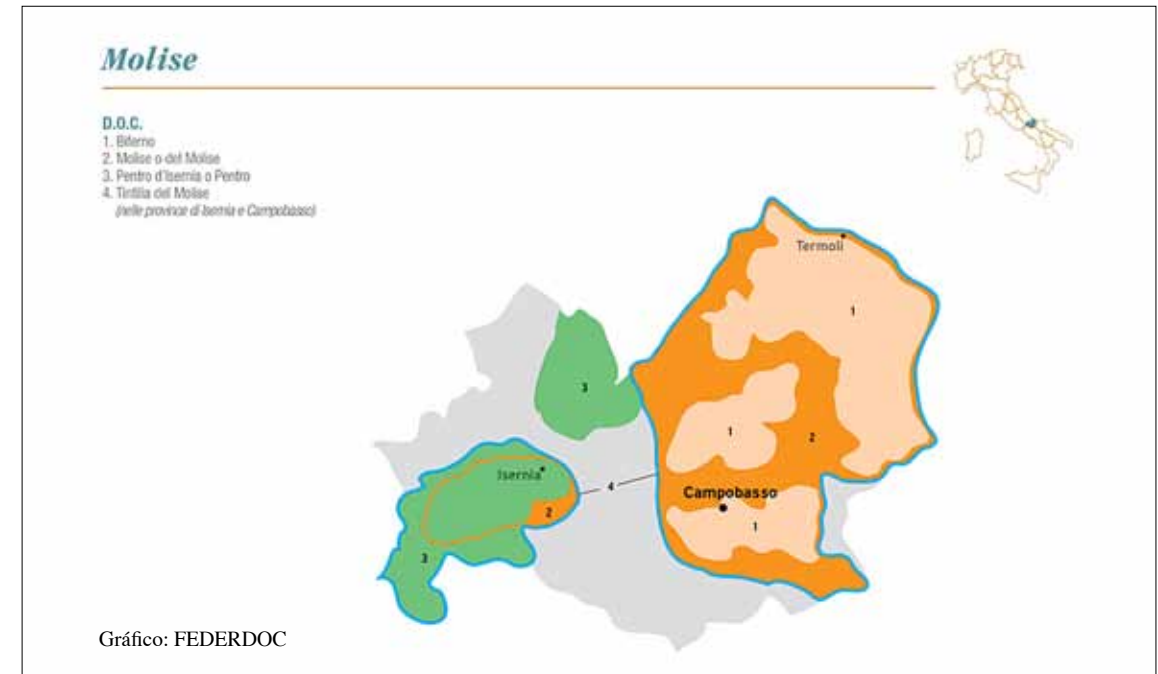 Molise
D.O.C.
1. Biferno
2. Molise o del Molise
3. Pentro d'Isernia o Pentro
4. Tintilia del Molise
(nelle province di Isernia e Campobasso)
Termoli
1
3
1
2
Isernia
4
Campobasso
2
1
3
Gráfico: FEDERDOC